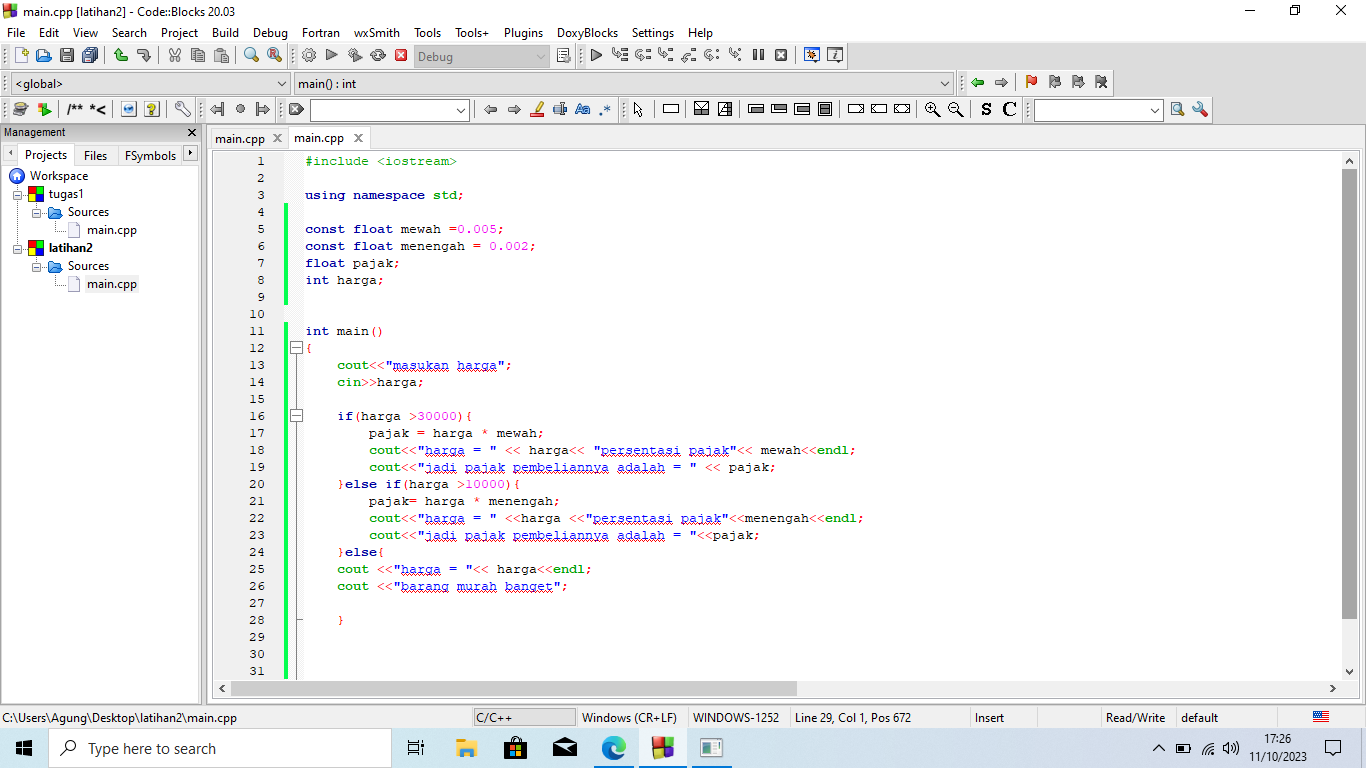 main.cpp [latihan2] - Code::Blocks 20.03
File Edit View Search Project Build Debug Fortran wxSmith Tools Tools+ Plugins DoxyBlocks Settings Help
Debug
<global> main() : int
/** *< Aa .* S C
Management
Projects Files FSymbols
main.cpp main.cpp
Workspace
tugas1
Sources
main.cpp
latihan2
Sources
main.cpp
1 #include <iostream>
2
3 using namespace std;
4
5 const float mewah =0.005;
6 const float menengah = 0.002;
7 float pajak;
8 int harga;
9
10
11 int main()
12 {
13 cout<<"masukan harga";
14 cin>>harga;
15
16 if(harga >30000){
17 pajak = harga * mewah;
18 cout<<"harga = " << harga<< "persentasi pajak"<< mewah<<endl;
19 cout<<"jadi pajak pembeliannya adalah = " << pajak;
20 }else if(harga >10000){
21 pajak= harga * menengah;
22 cout<<"harga = " <<harga <<"persentasi pajak"<<menengah<<endl;
23 cout<<"jadi pajak pembeliannya adalah = "<<pajak;
24 }else{
25 cout <<"harga = "<< harga<<endl;
26 cout <<"barang murah banget";
27
28 }
29
30
31
C:\Users\Agung\Desktop\latihan2\main.cpp C/C++ Windows (CR+LF) WINDOWS-1252 Line 29, Col 1, Pos 672 Insert Read/Write default
Type here to search
17:26
11/10/2023